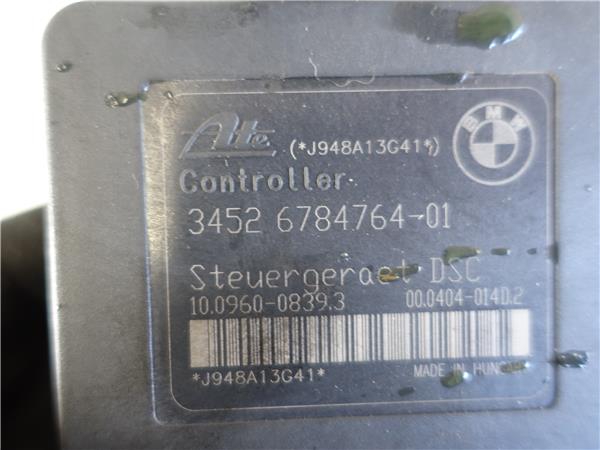 Ate (*J948A13G41*)
BMW
Controller
3452 6784764-01
Steuergeraet DSC
10.0960-0839.3 00.0404-014D.2
*J948A13G41*
MADE IN HUNGARY